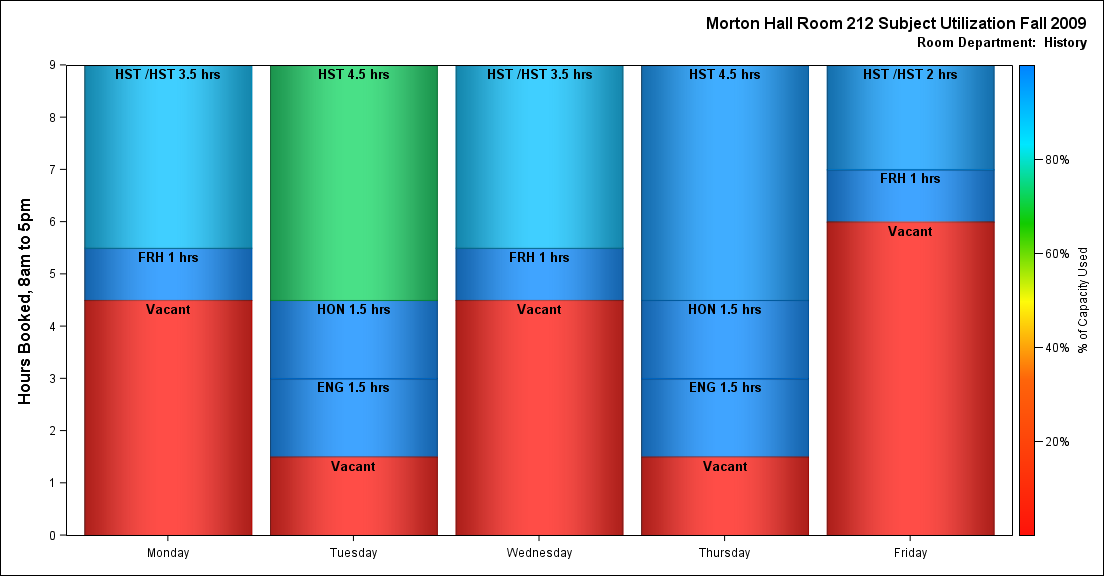 Morton Hall Room 212 Subject Utilization Fall 2009
Room Department: History
Hours Booked, 8am to 5pm
9
8
7
6
5
4
3
2
1
0
HST /HST 3.5 hrs
FRH 1 hrs
Vacant
HST 4.5 hrs
HON 1.5 hrs
ENG 1.5 hrs
Vacant
HST /HST 3.5 hrs
FRH 1 hrs
Vacant
HST 4.5 hrs
HON 1.5 hrs
ENG 1.5 hrs
Vacant
HST /HST 2 hrs
FRH 1 hrs
Vacant
Monday
Tuesday
Wednesday
Thursday
Friday
80%
60%
40%
20%
% of Capacity Used